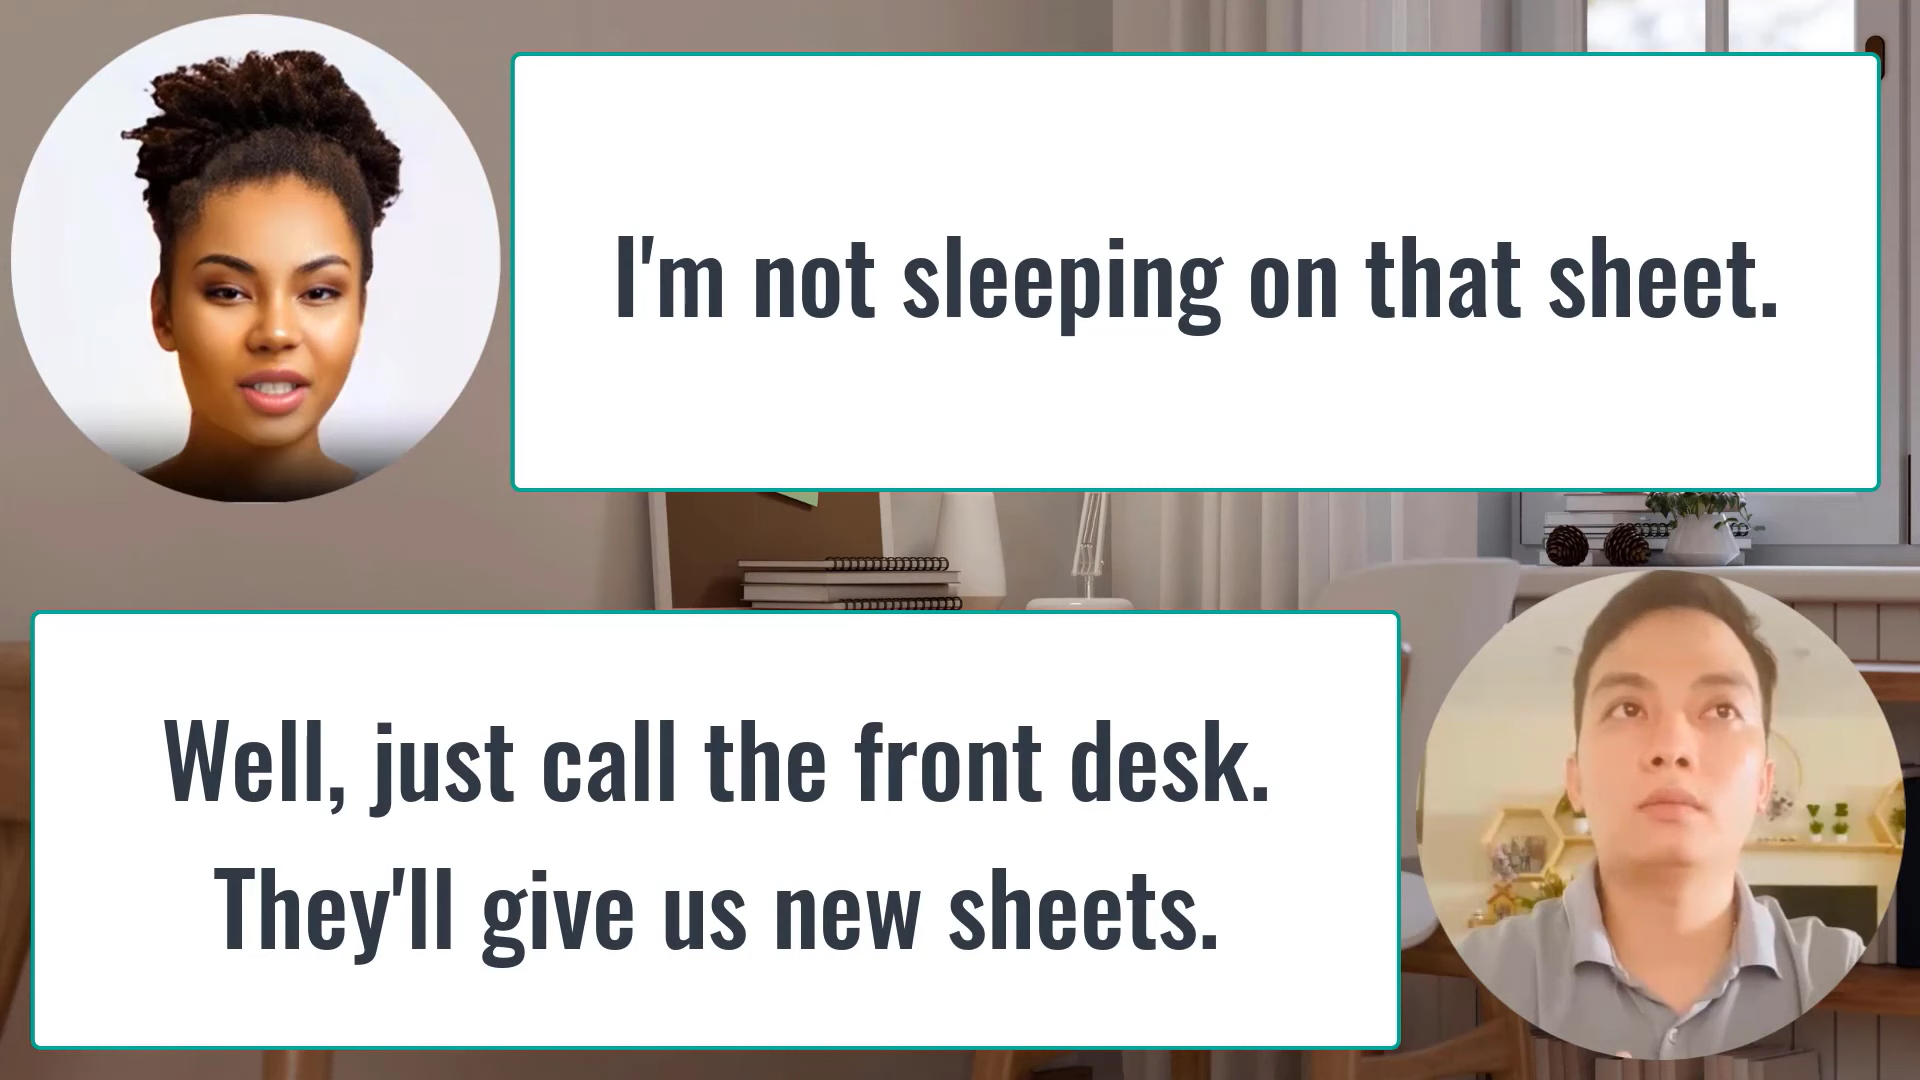 I'm not sleeping on that sheet.
Well, just call the front desk.
They'll give us new sheets.